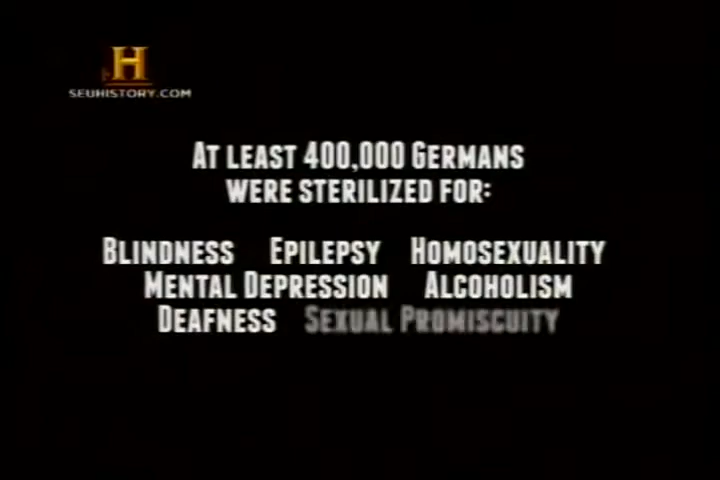 H
SEUHISTORY.COM
AT LEAST 400,000 GERMANS
WERE STERILIZED FOR:
BLINDNESS EPILEPSY HOMOSEXUALITY
MENTAL DEPRESSION ALCOHOLISM
DEAFNESS SEXUAL PROMISCUITY